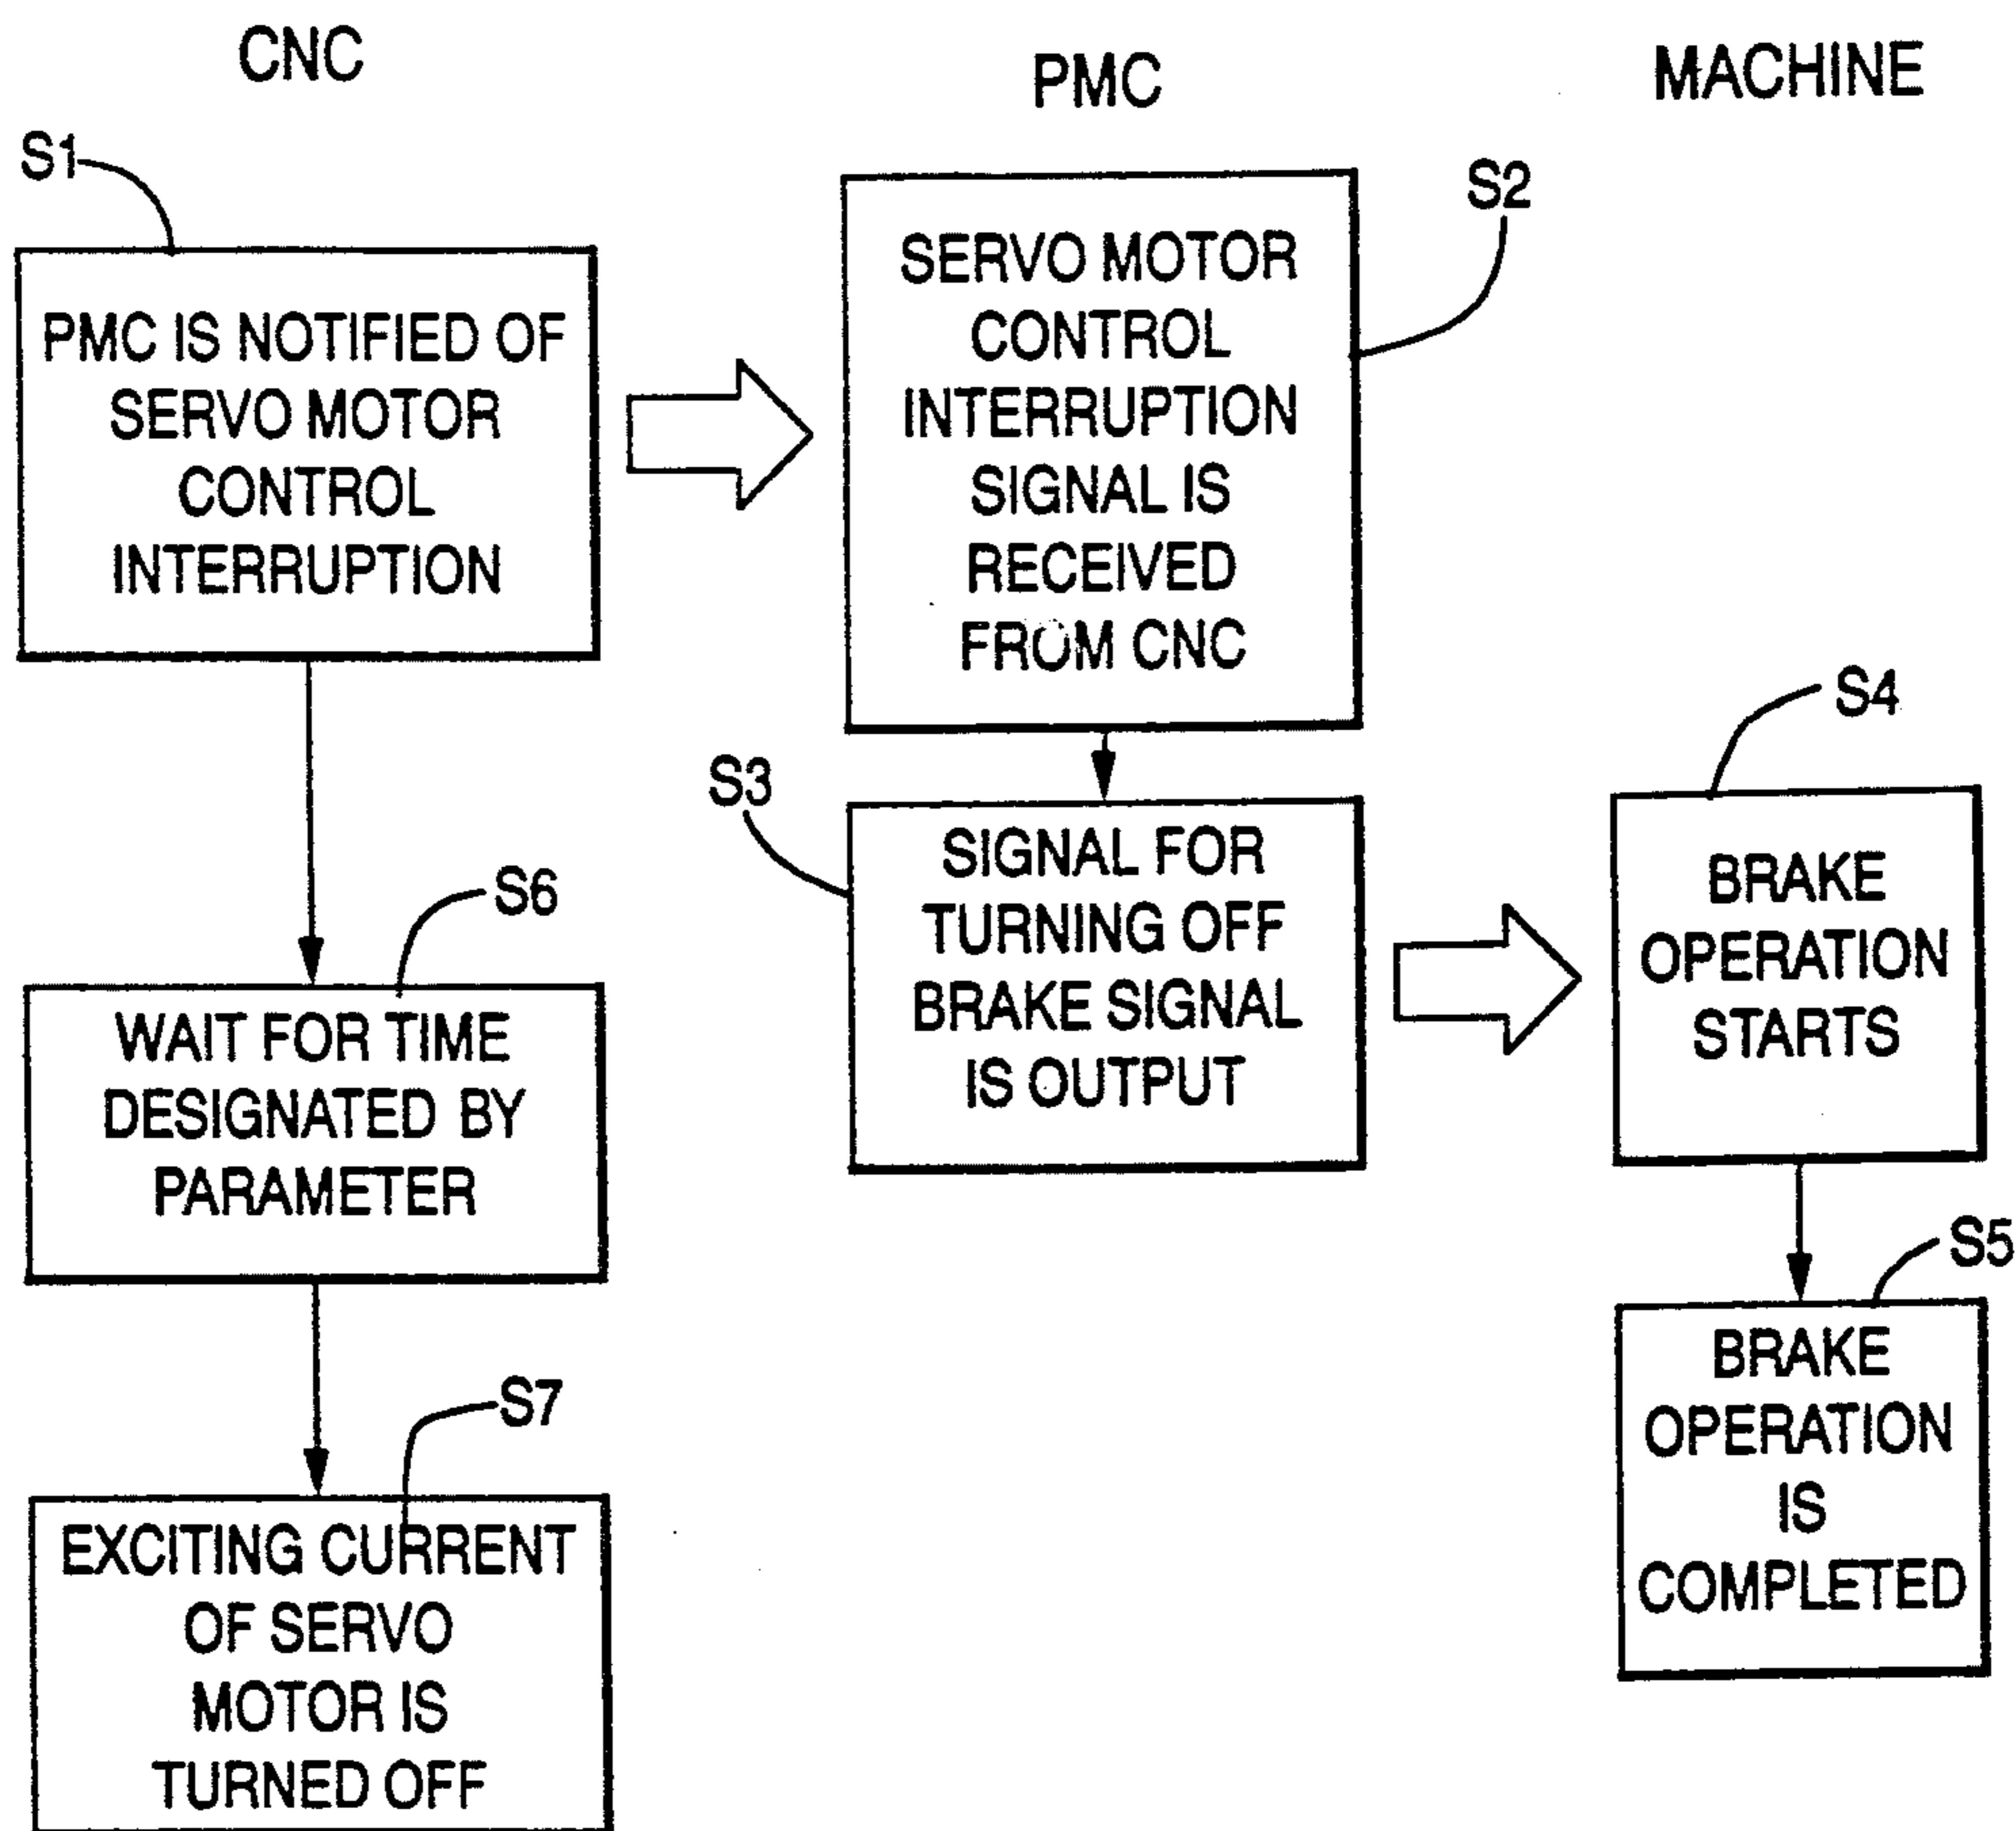 CNC
PMC
MACHINE
S1
PMC IS NOTIFIED OF
SERVO MOTOR
CONTROL
INTERRUPTION
S2
SERVO MOTOR
CONTROL
INTERRUPTION
SIGNAL IS
RECEIVED
FROM CNC
S3
SIGNAL FOR
TURNING OFF
BRAKE SIGNAL
IS OUTPUT
S4
BRAKE
OPERATION
STARTS
S5
BRAKE
OPERATION
IS
COMPLETED
S6
WAIT FOR TIME
DESIGNATED BY
PARAMETER
S7
EXCITING CURRENT
OF SERVO
MOTOR IS
TURNED OFF